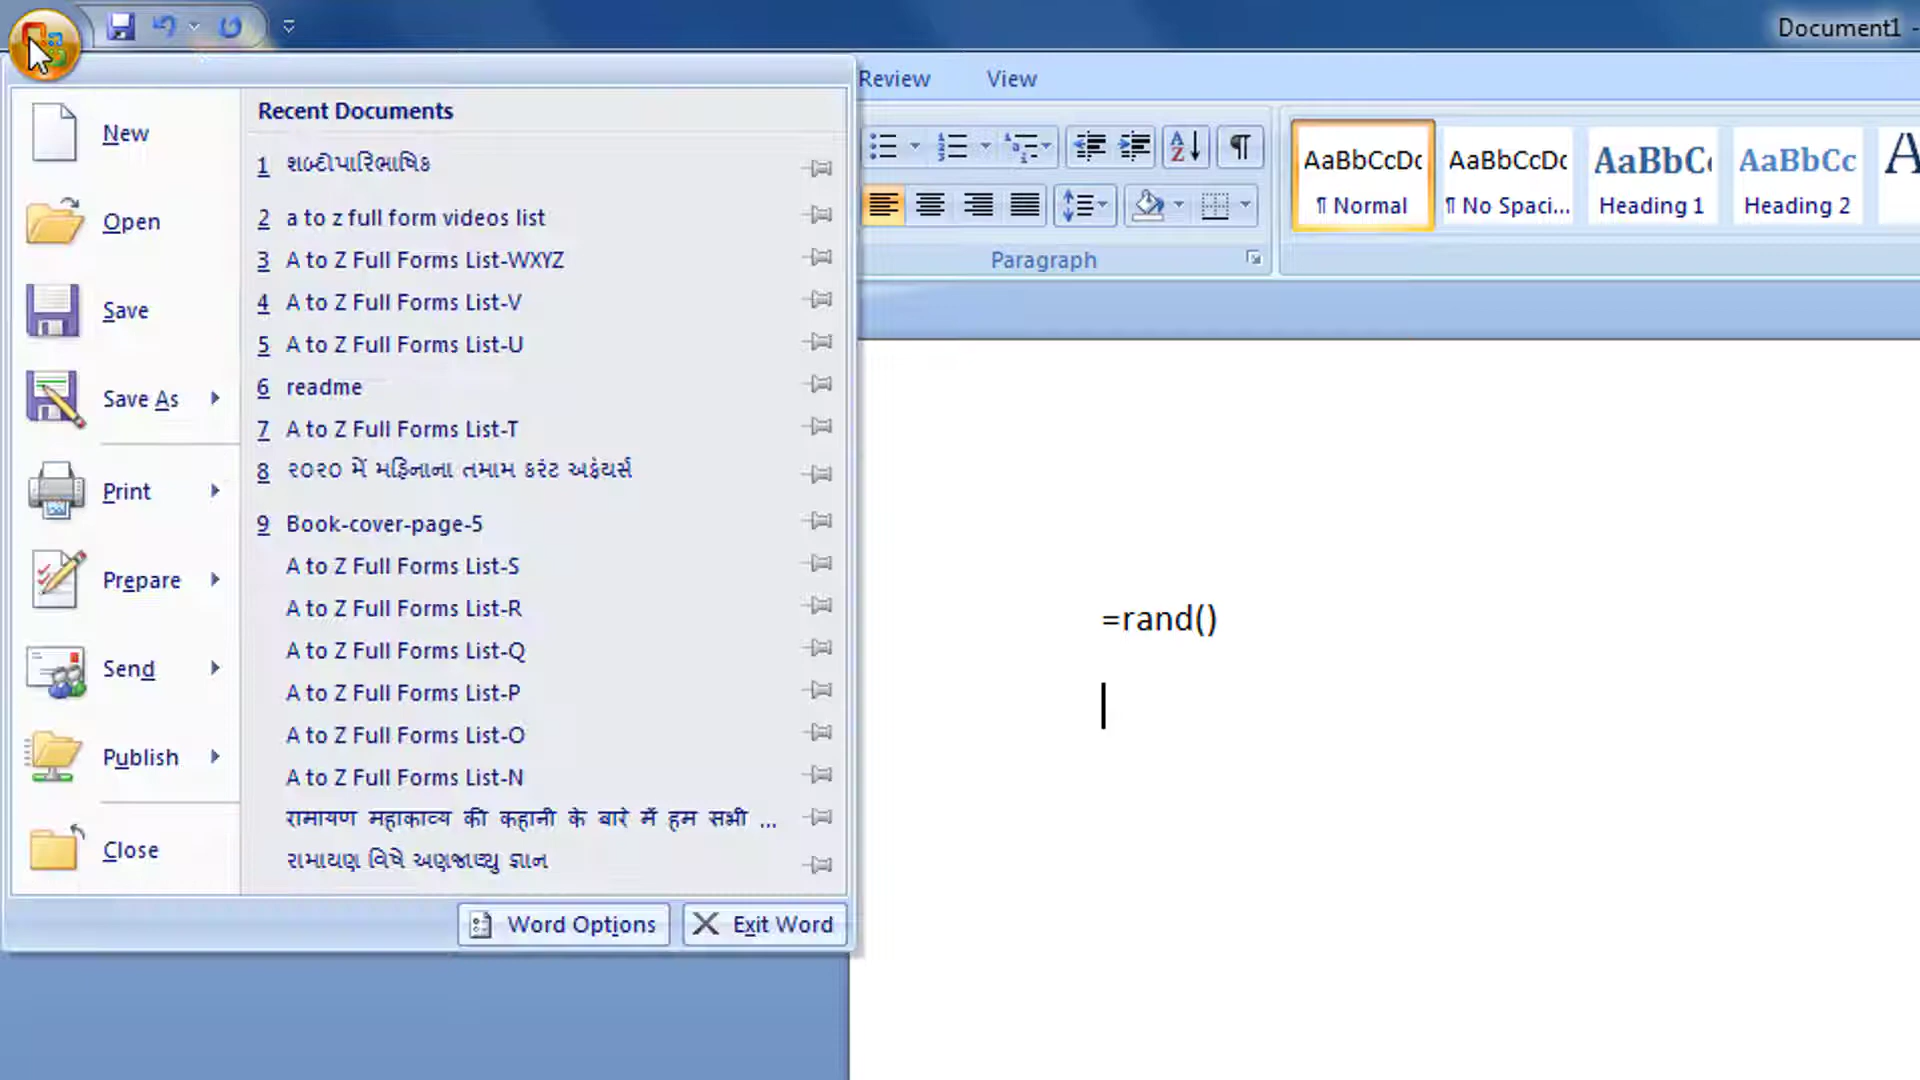 Document1 -
Review View
New
Open
Save
Save As
Print
Prepare
Send
Publish
Close
Recent Documents
1 શબ્દોપારિભાષિક
2 a to z full form videos list
3 A to Z Full Forms List-WXYZ
4 A to Z Full Forms List-V
5 A to Z Full Forms List-U
6 readme
7 A to Z Full Forms List-T
8 ૨૦૨૦ મેં મહિનાના તમામ કરંટ અફેયર્સ
9 Book-cover-page-5
A to Z Full Forms List-S
A to Z Full Forms List-R
A to Z Full Forms List-Q
A to Z Full Forms List-P
A to Z Full Forms List-O
A to Z Full Forms List-N
रामायण महाकाव्य की कहानी के बारे में हम सभी ...
રામાયણ વિષે અણજાણ્યુ જ્ઞાન
Word Options Exit Word
Paragraph
AaBbCcDc AaBbCcDc AaBbC AaBbCc A
¶ Normal ¶ No Spaci... Heading 1 Heading 2
=rand()